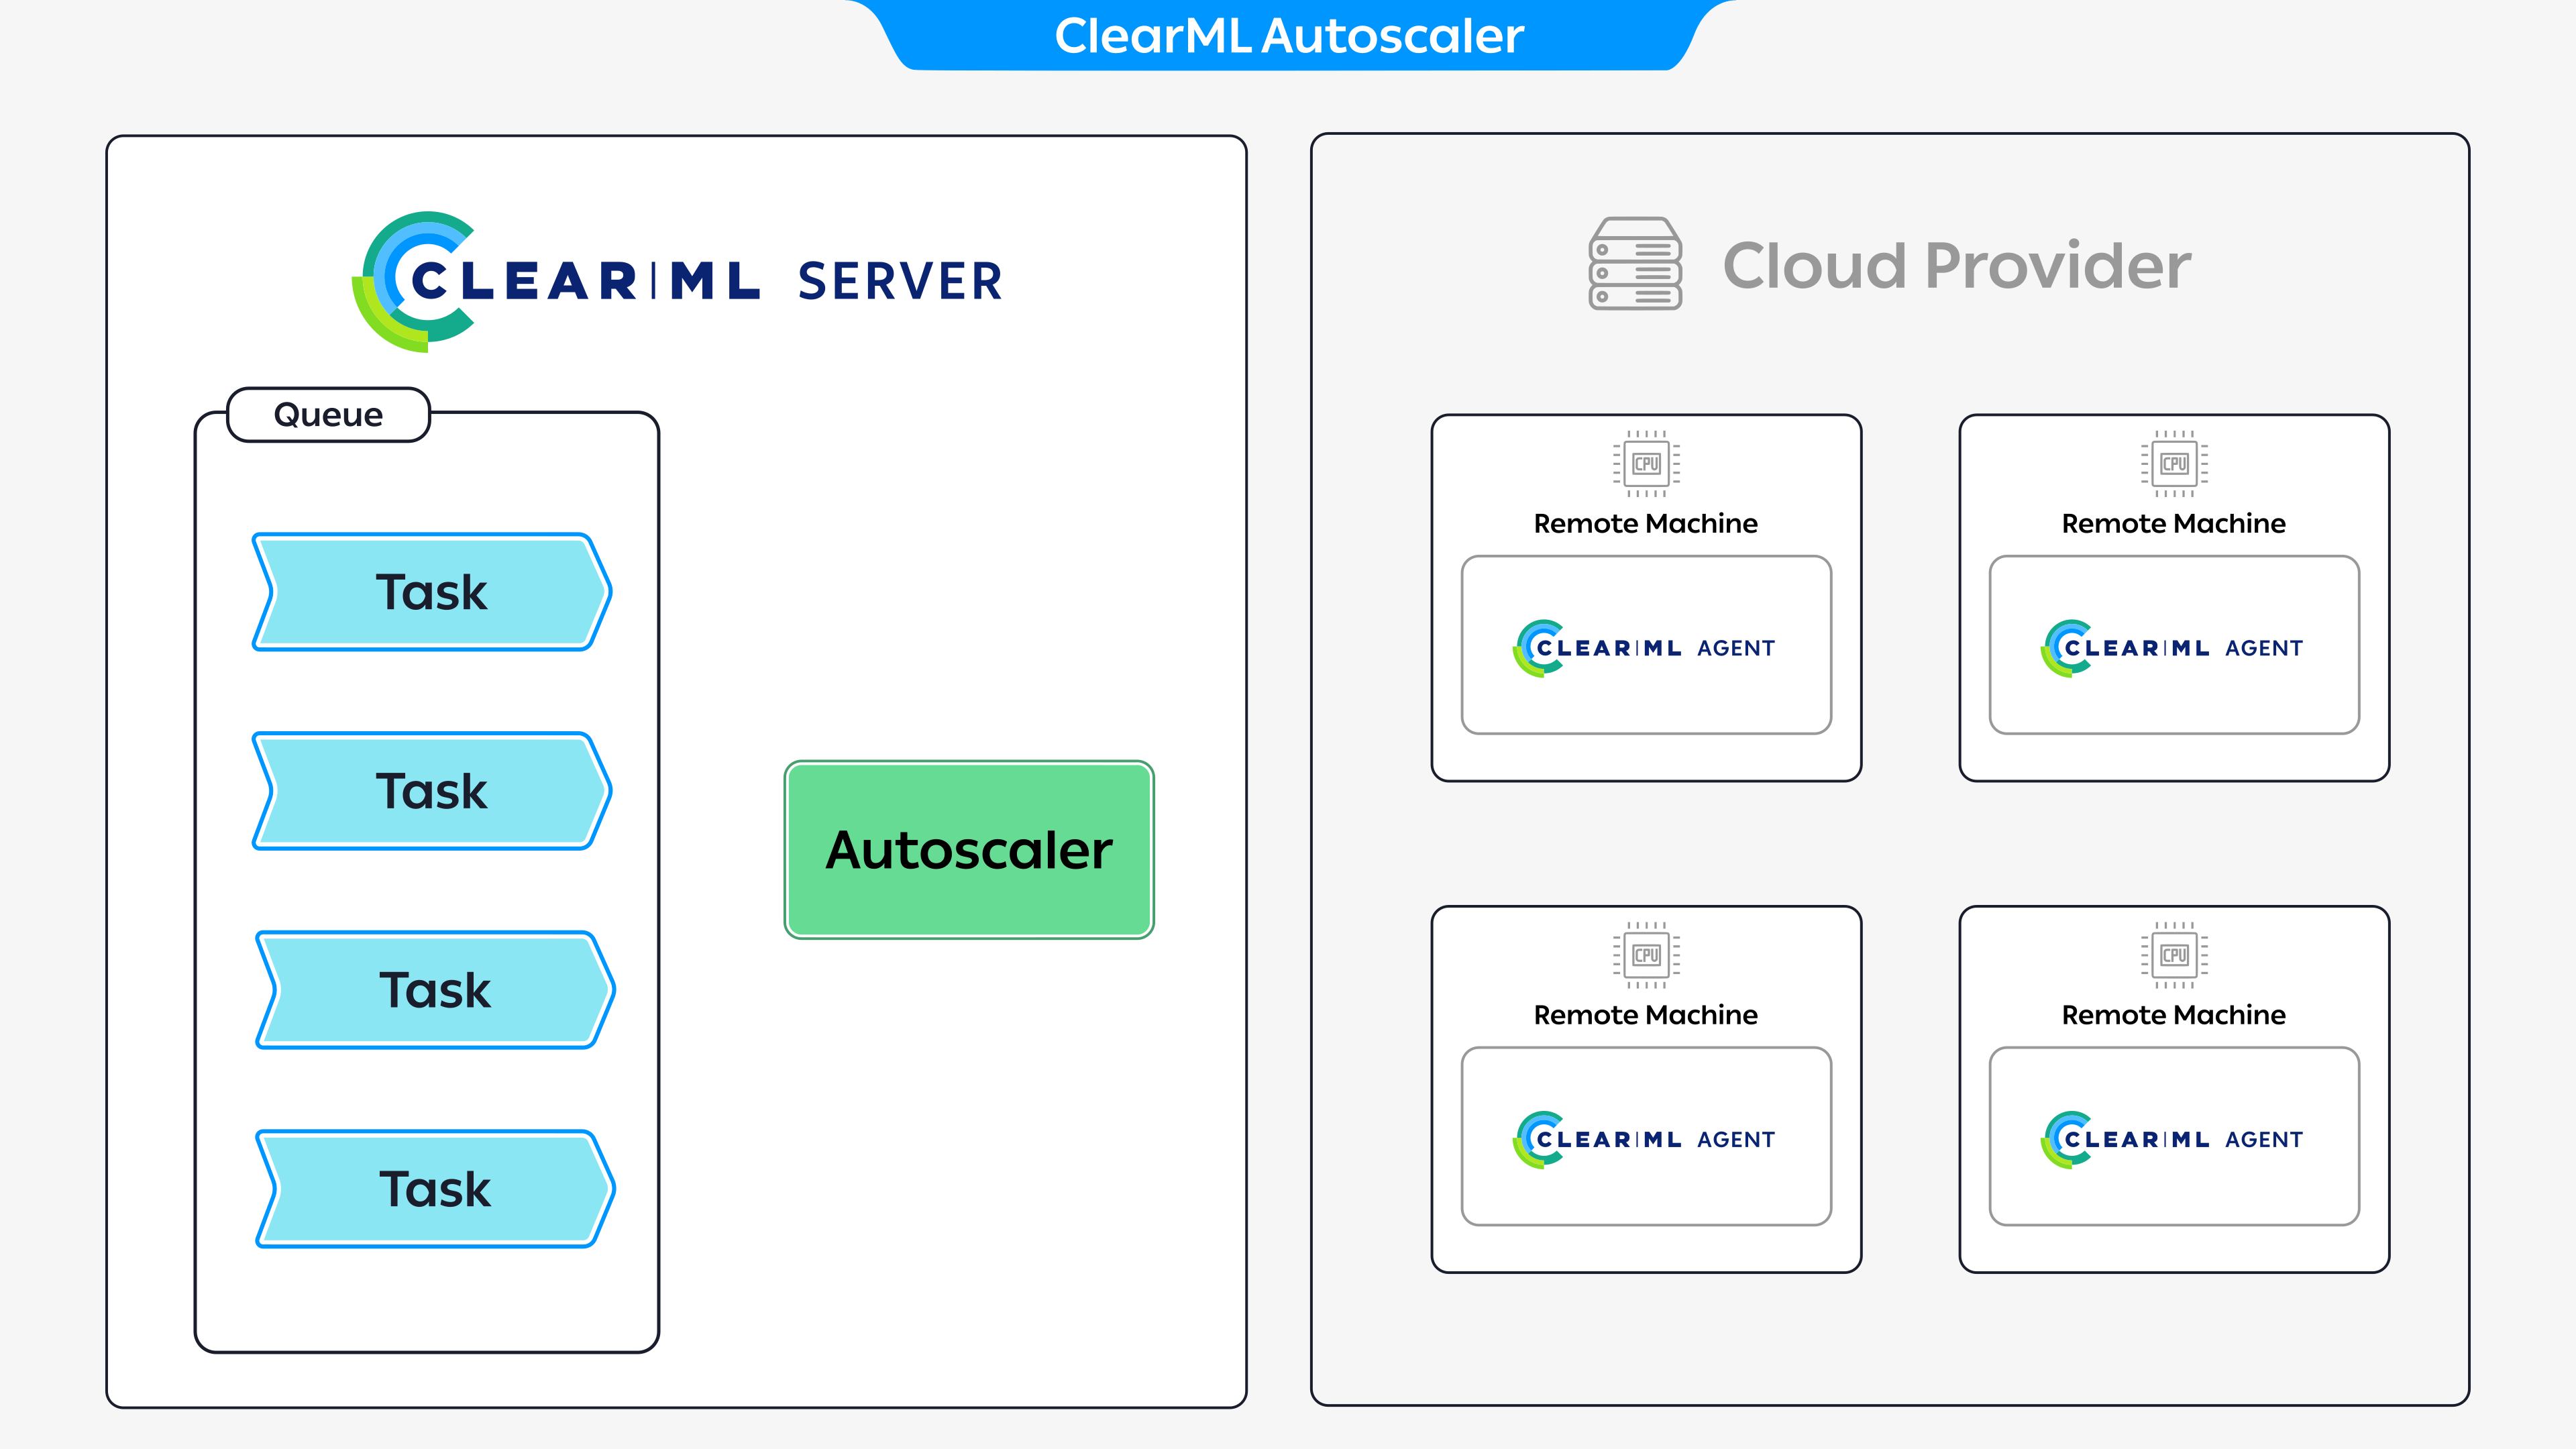 ClearML Autoscaler
CLEAR|ML SERVER
Queue
Task
Task
Task
Task
Autoscaler
Cloud Provider
CPU
Remote Machine
CLEAR|ML AGENT
CPU
Remote Machine
CLEAR|ML AGENT
CPU
Remote Machine
CLEAR|ML AGENT
CPU
Remote Machine
CLEAR|ML AGENT